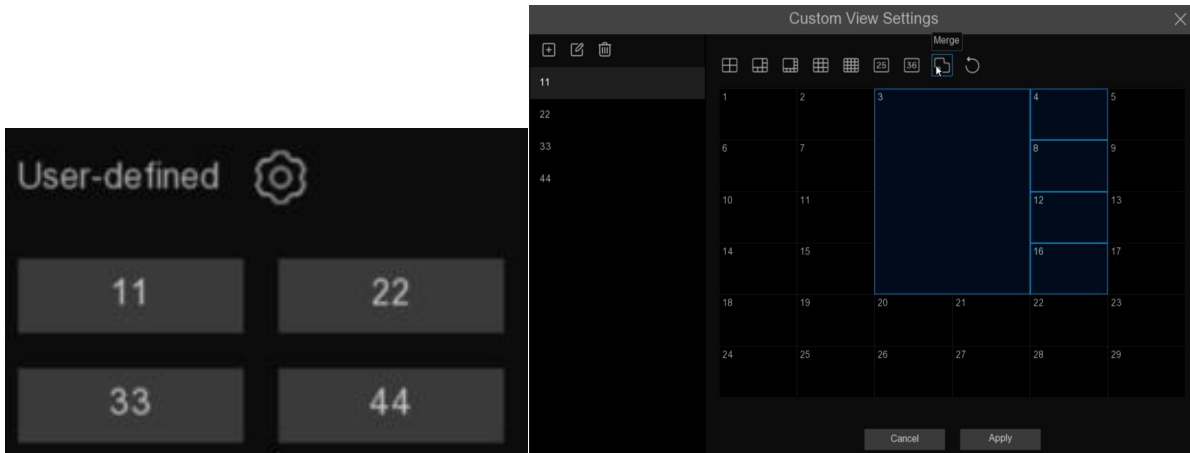 User-defined
11 22
33 44
Custom View Settings
Merge
25 36
11
22
33
44
1 2 3 4 5
6 7 8 9
10 11 12 13
14 15 16 17
18 19 20 21 22 23
24 25 26 27 28 29
Cancel Apply